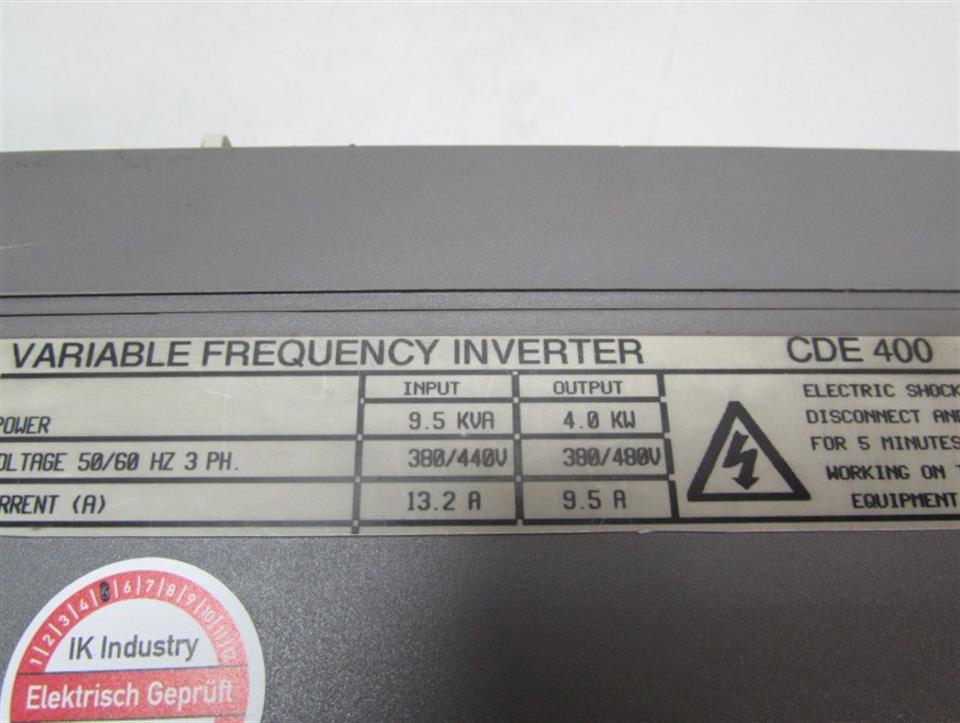 VARIABLE FREQUENCY INVERTER CDE 400
INPUT OUTPUT
POWER 9.5 KVA 4.0 KW
OLTAGE 50/60 HZ 3 PH. 380/440V 380/480V
RRENT (A) 13.2 A 9.5 A
ELECTRIC SHOCK
DISCONNECT AND
FOR 5 MINUTES
WORKING ON T
EQUIPMENT
1 2 3 4 6 7 8 9 10 11 12
IK Industry
Elektrisch Geprüft